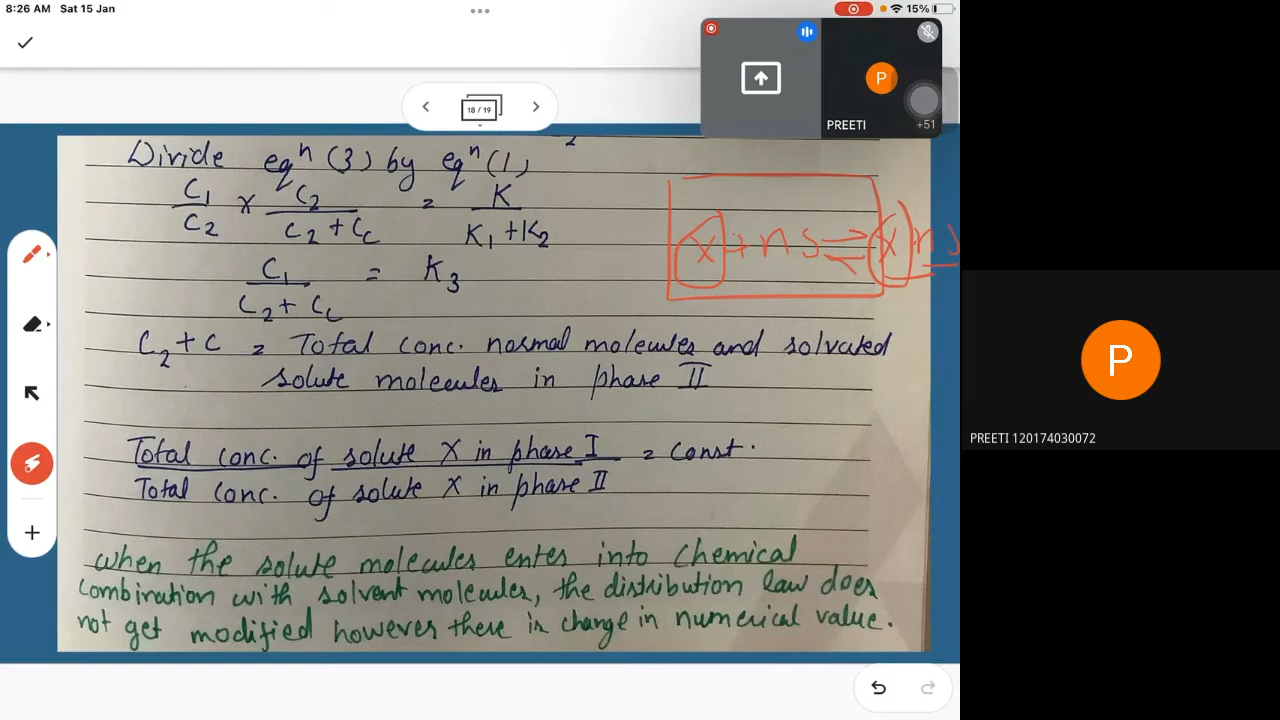 8:26 AM Sat 15 Jan
15%
18 / 19
PREETI
+51
P
Divide eqⁿ (3) by eqⁿ (1)
C₁/C₂ x C₂/C₂ + C_c = K/K₁ + K₂
C₁/C₂ + C_c = K₃
C₂ + C = Total conc. normal molecules and solvated
solute molecules in phase II
Total conc. of solute X in phase I = Const.
Total conc. of solute X in phase II
when the solute molecules enters into chemical
combination with solvent molecules, the distribution law does
not get modified however there is change in numerical value.
x + n s ⇌ x ns
P
PREETI 120174030072